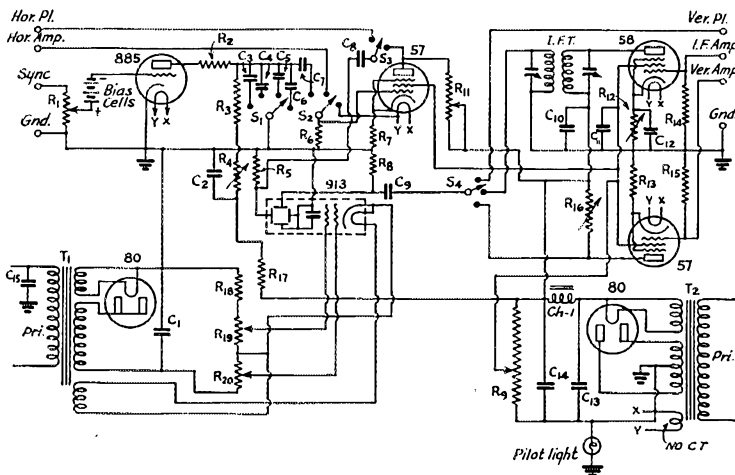 Hor. Pl.
Hor. Amp.
Sync
Gnd.
R1
885
Bias Cells
+
Y X
R2
R3
C3 C4 C5
C6
C7
S1
S2
C8
S3
57
Y X
R11
R6
R7
R8
R4
R5
C2
913
C9
S4
I.F.T.
C10
C11
R12
58
Y X
C12
R13
R14
R15
R16
Y X
57
Ver. Pl.
I.F. Amp.
Ver. Amp.
Gnd
T1
C15
Pri.
80
C1
R17
R18
R19
R20
R9
Ch-1
C14
C13
80
T2
Pri.
X
Y
NO C.T.
Pilot light